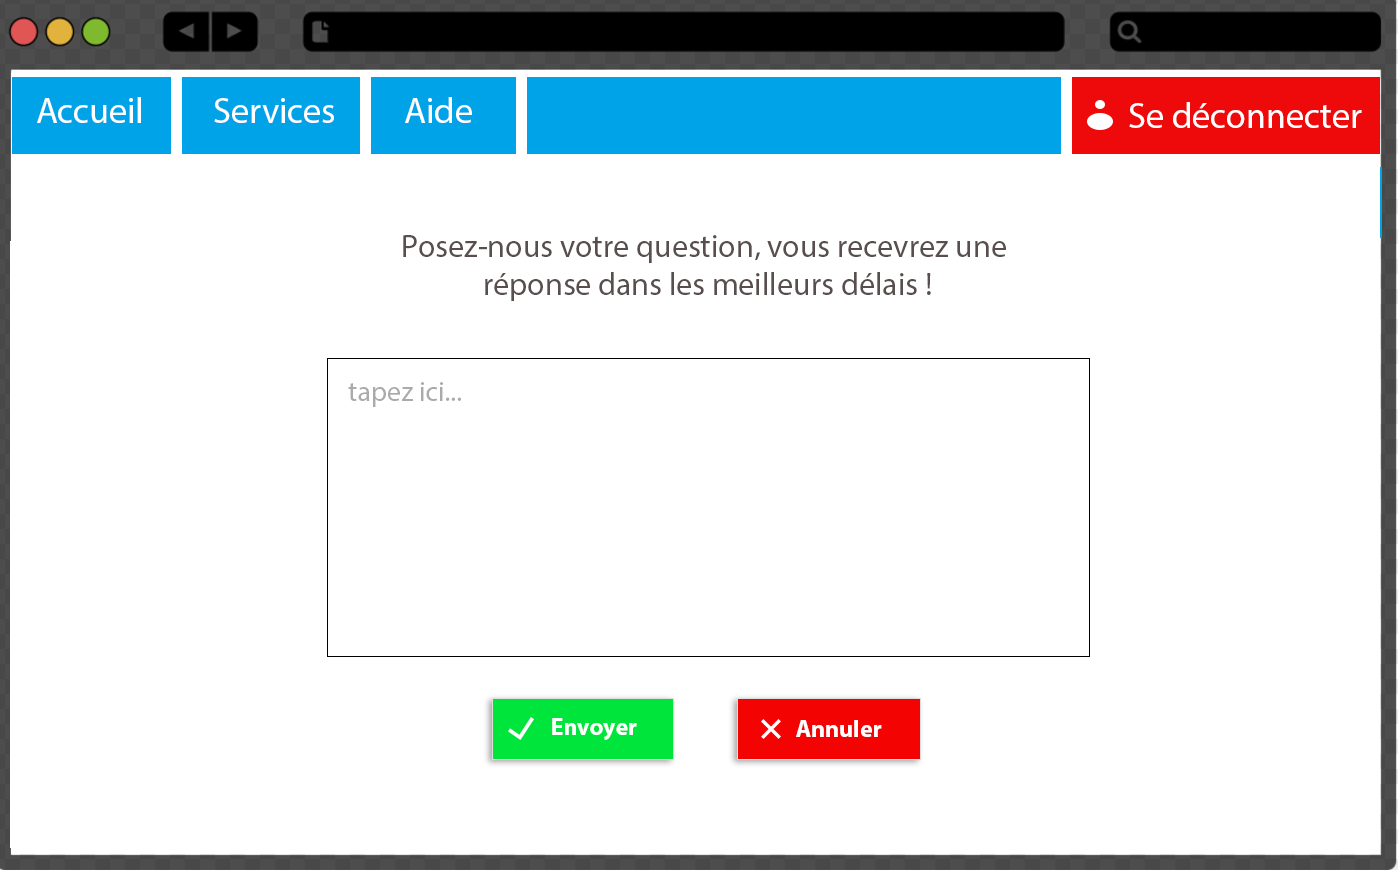 Accueil Services Aide Se déconnecter
Posez-nous votre question, vous recevrez une
réponse dans les meilleurs délais !
tapez ici...
Envoyer Annuler